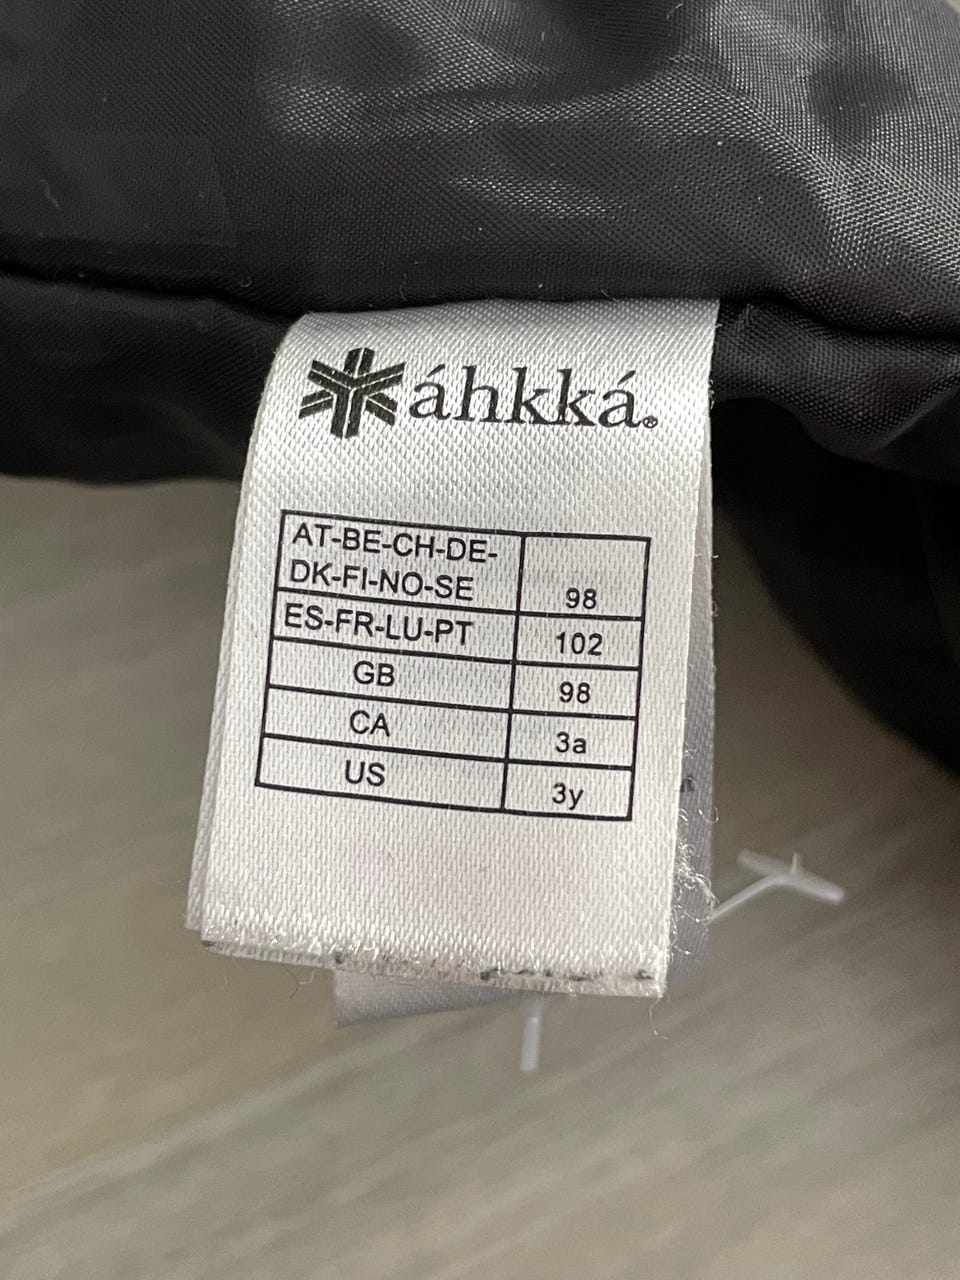 áhkká®
AT-BE-CH-DE-
DK-FI-NO-SE 98
ES-FR-LU-PT 102
GB 98
CA 3a
US 3y